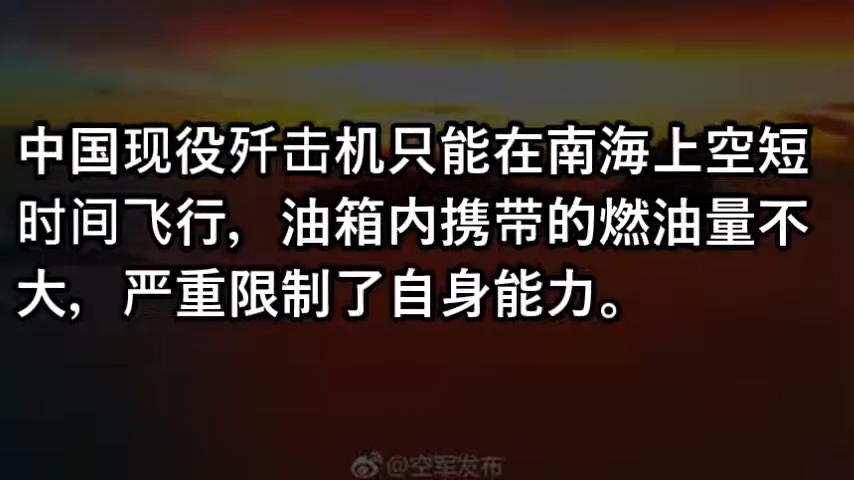 中国现役歼击机只能在南海上空短
时间飞行，油箱内携带的燃油量不
大，严重限制了自身能力。
@空军发布